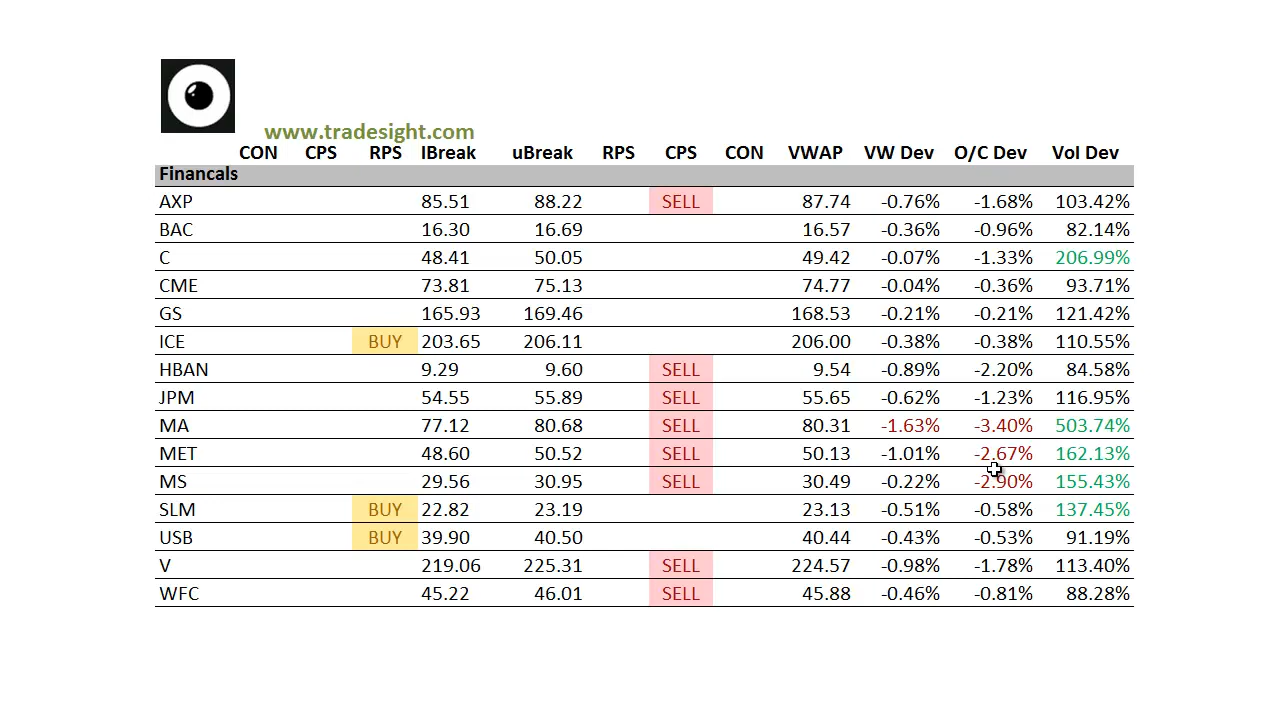 www.tradesight.com
CON CPS RPS lBreak uBreak RPS CPS CON VWAP VW Dev O/C Dev Vol Dev
Financals
AXP 85.51 88.22 SELL 87.74 -0.76% -1.68% 103.42%
BAC 16.30 16.69 16.57 -0.36% -0.96% 82.14%
C 48.41 50.05 49.42 -0.07% -1.33% 206.99%
CME 73.81 75.13 74.77 -0.04% -0.36% 93.71%
GS 165.93 169.46 168.53 -0.21% -0.21% 121.42%
ICE BUY 203.65 206.11 206.00 -0.38% -0.38% 110.55%
HBAN 9.29 9.60 SELL 9.54 -0.89% -2.20% 84.58%
JPM 54.55 55.89 SELL 55.65 -0.62% -1.23% 116.95%
MA 77.12 80.68 SELL 80.31 -1.63% -3.40% 503.74%
MET 48.60 50.52 SELL 50.13 -1.01% -2.67% 162.13%
MS 29.56 30.95 SELL 30.49 -0.22% -2.90% 155.43%
SLM BUY 22.82 23.19 23.13 -0.51% -0.58% 137.45%
USB BUY 39.90 40.50 40.44 -0.43% -0.53% 91.19%
V 219.06 225.31 SELL 224.57 -0.98% -1.78% 113.40%
WFC 45.22 46.01 SELL 45.88 -0.46% -0.81% 88.28%